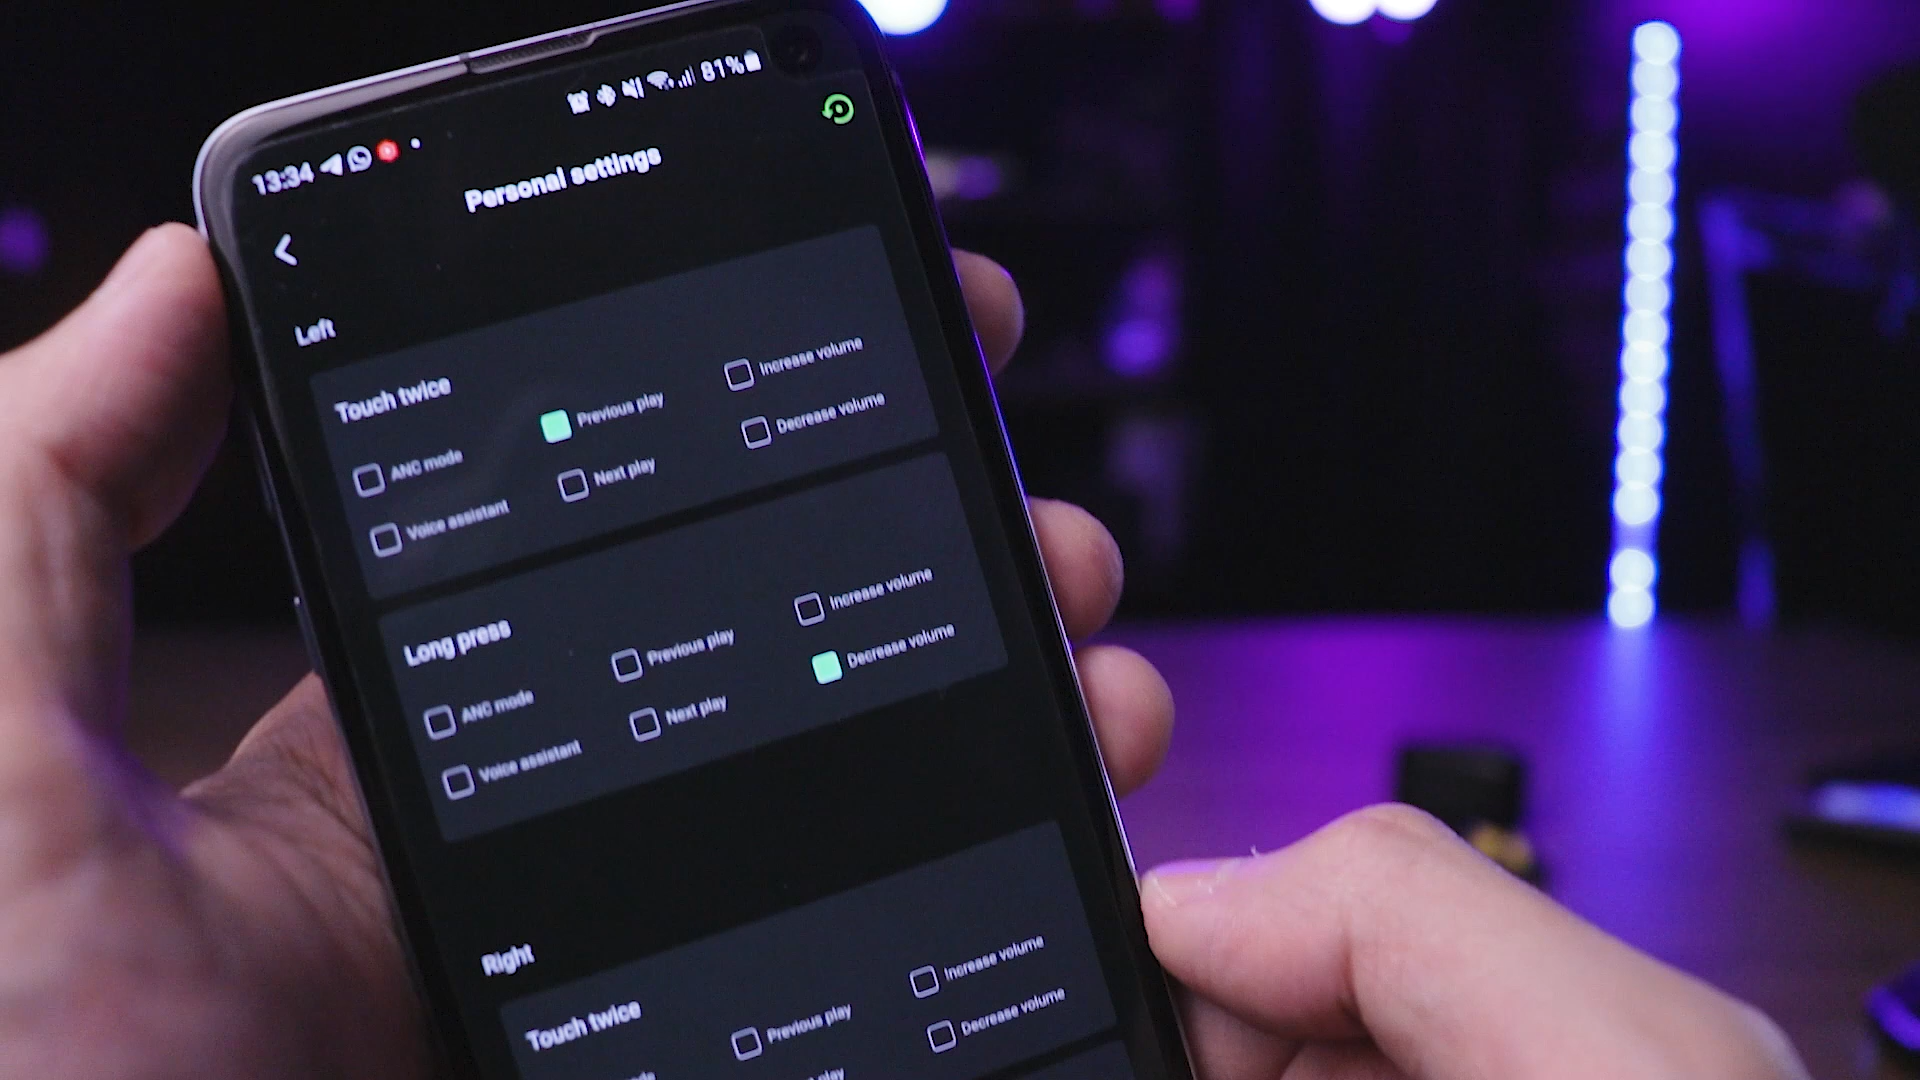 13:34
81%
Personal settings
Left
Touch twice
ANC mode
Previous play
Increase volume
Voice assistant
Next play
Decrease volume
Long press
ANC mode
Previous play
Increase volume
Voice assistant
Next play
Decrease volume
Right
Touch twice
Previous play
Increase volume
play
Decrease volume